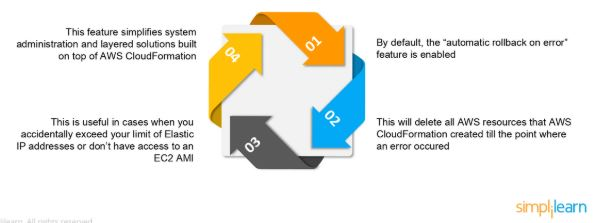 This feature simplifies system
administration and layered solutions built
on top of AWS CloudFormation
04
01
By default, the “automatic rollback on error”
feature is enabled
This is useful in cases when you
accidentally exceed your limit of Elastic
IP addresses or don’t have access to an
EC2 AMI
03
02
This will delete all AWS resources that AWS
CloudFormation created till the point where
an error occured
simplilearn
All rights reserved